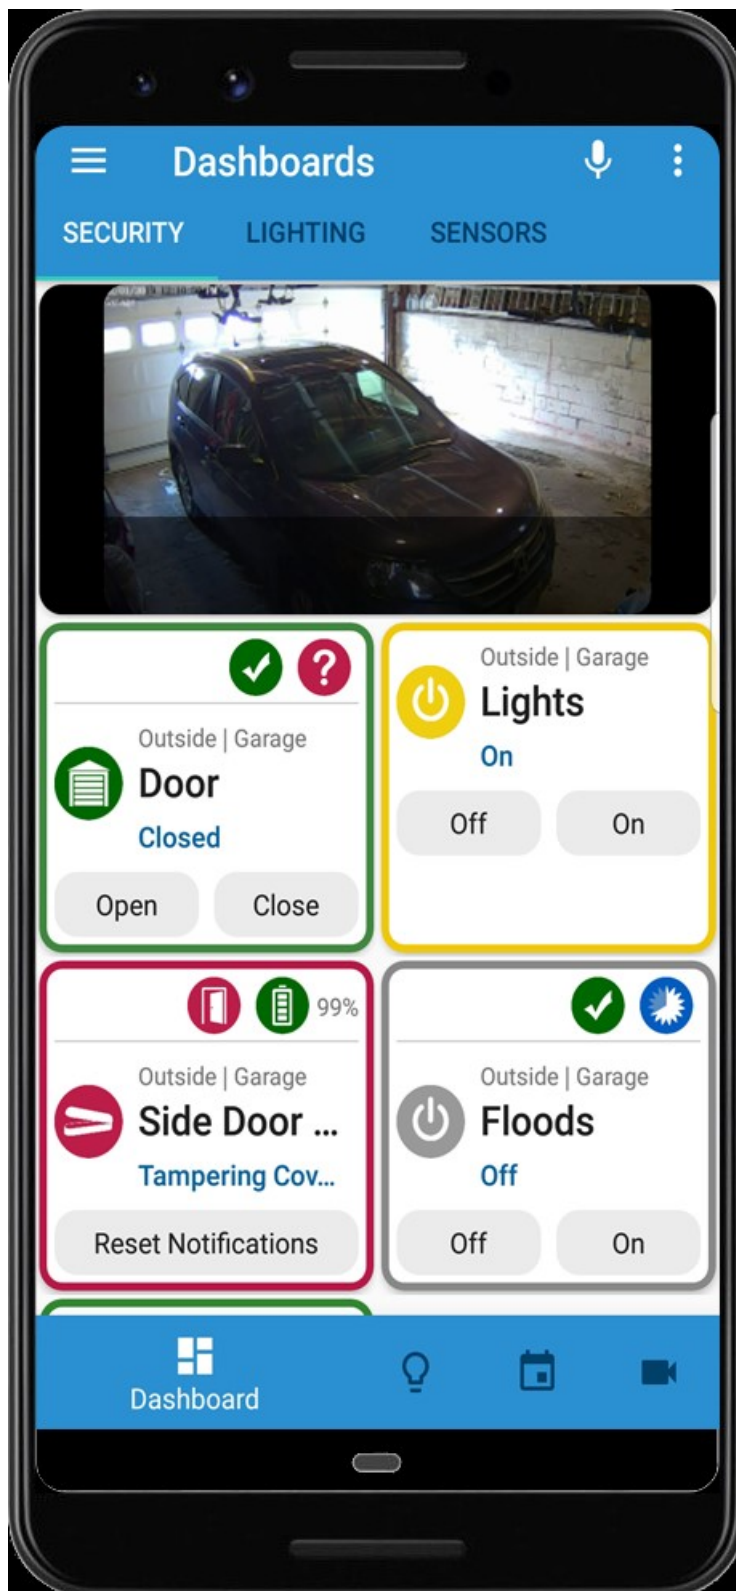 Dashboards
SECURITY LIGHTING SENSORS
Outside | Garage
Door
Closed
Open Close
Outside | Garage
Lights
On
Off On
99%
Outside | Garage
Side Door ...
Tampering Cov...
Reset Notifications
Outside | Garage
Floods
Off
Off On
Dashboard